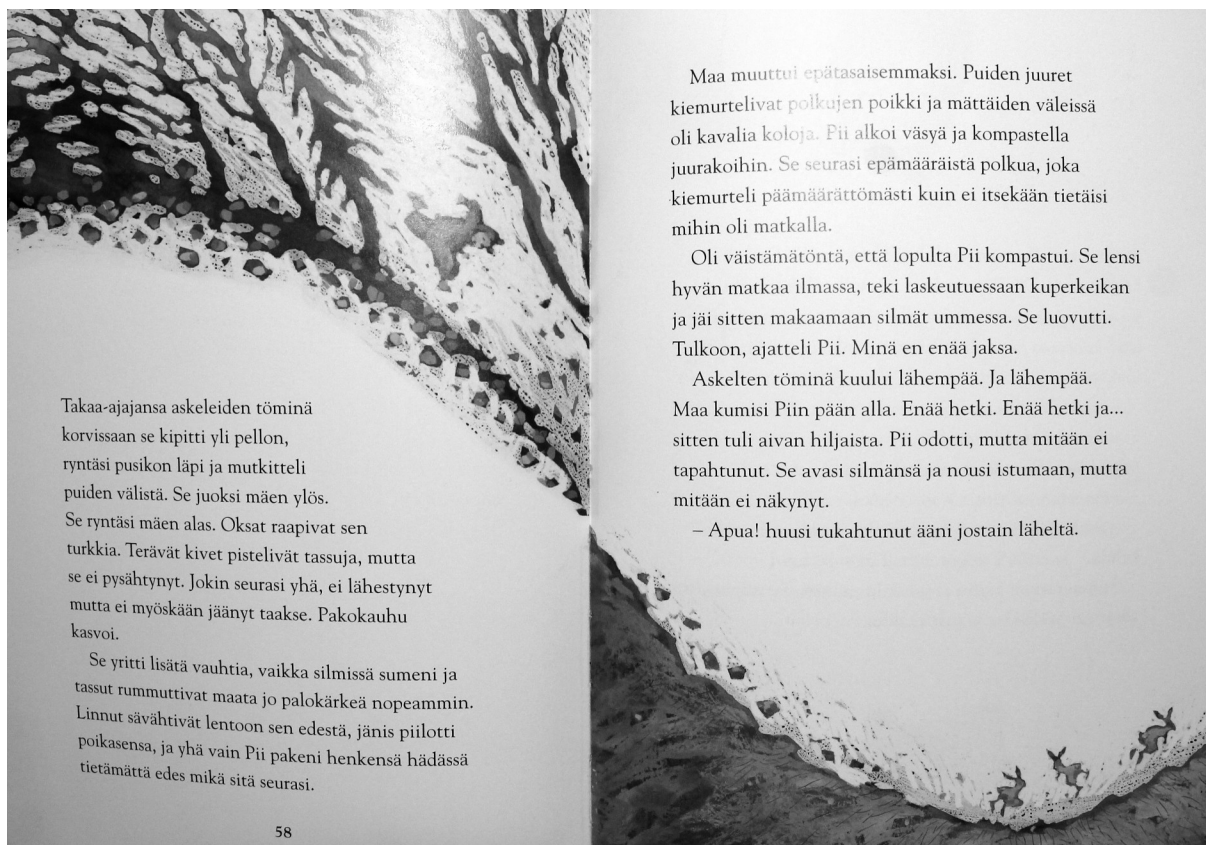 Takaa-ajajansa askeleiden töminä
korvissaan se kipitti yli pellon,
ryntäsi pusikon läpi ja mutkitteli
puiden välistä. Se juoksi mäen ylös.
Se ryntäsi mäen alas. Oksat raapivat sen
turkkia. Terävät kivet pistelivät tassuja, mutta
se ei pysähtynyt. Jokin seurasi yhä, ei lähestynyt
mutta ei myöskään jäänyt taakse. Pakokauhu
kasvoi.
Se yritti lisätä vauhtia, vaikka silmissä sumeni ja
tassut rummuttivat maata jo palokärkeä nopeammin.
Linnut sävähtivät lentoon sen edestä, jänis piilotti
poikasensa, ja yhä vain Pii pakeni henkensä hädässä
tietämättä edes mikä sitä seurasi.
58
Maa muuttui epätasaisemmaksi. Puiden juuret
kiemurtelivat polkujen poikki ja mättäiden väleissä
oli kavalia koloja. Pii alkoi väsyä ja kompastella
juurakoihin. Se seurasi epämääräistä polkua, joka
kiemurteli päämäärättömästi kuin ei itsekään tietäisi
mihin oli matkalla.
Oli väistämätöntä, että lopulta Pii kompastui. Se lensi
hyvän matkaa ilmassa, teki laskeutuessaan kuperkeikan
ja jäi sitten makaamaan silmät ummessa. Se luovutti.
Tulkoon, ajatteli Pii. Minä en enää jaksa.
Askelten töminä kuului lähempää. Ja lähempää.
Maa kumisi Piin pään alla. Enää hetki. Enää hetki ja...
sitten tuli aivan hiljaista. Pii odotti, mutta mitään ei
tapahtunut. Se avasi silmänsä ja nousi istumaan, mutta
mitään ei näkynyt.
– Apua! huusi tukahtunut ääni jostain läheltä.